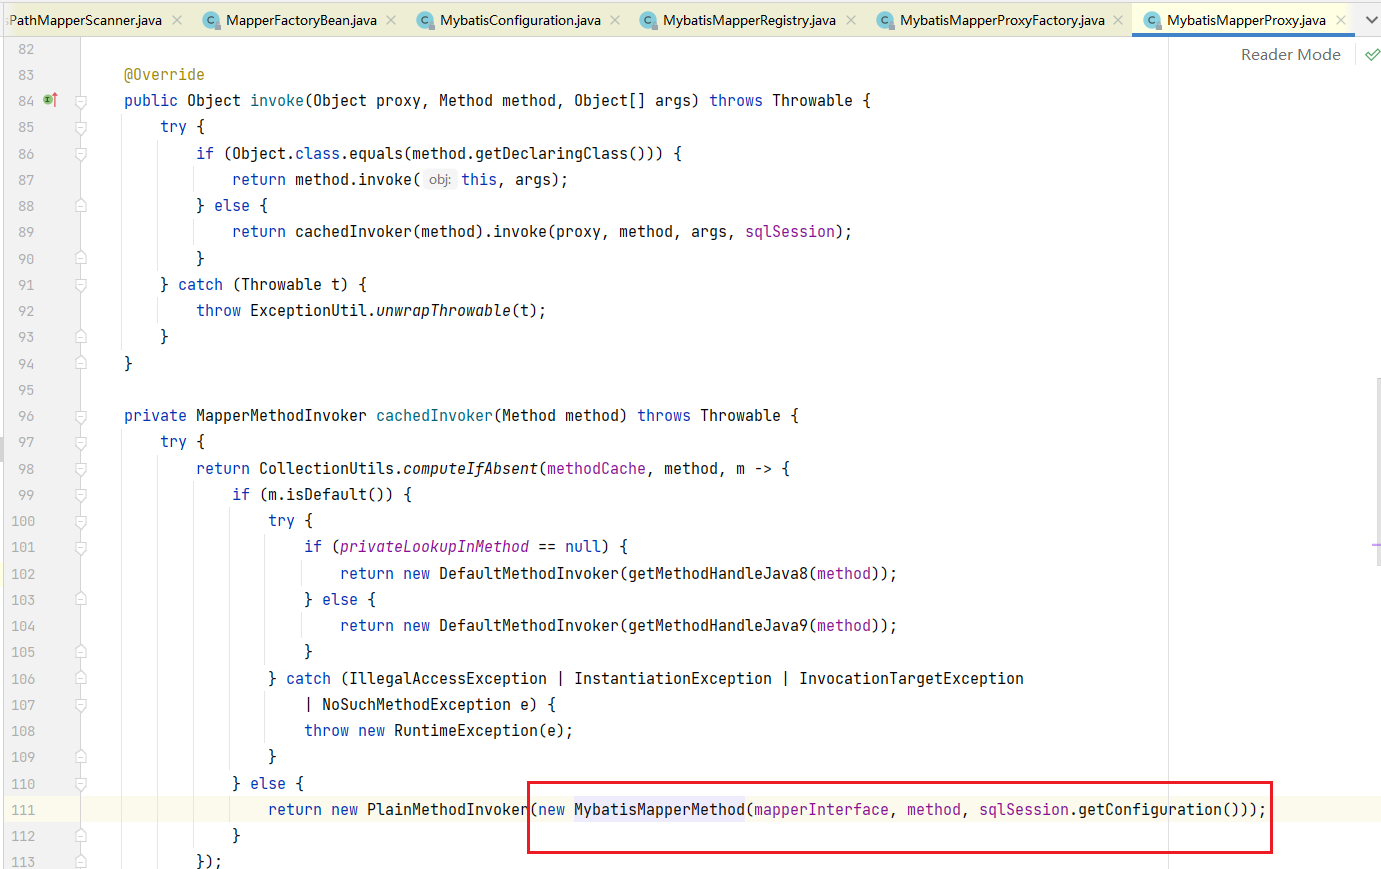 sPathMapperScanner.java MapperFactoryBean.java MybatisConfiguration.java MybatisMapperRegistry.java MybatisMapperProxyFactory.java MybatisMapperProxy.java
Reader Mode
82
83 @Override
84 public Object invoke(Object proxy, Method method, Object[] args) throws Throwable {
85 try {
86 if (Object.class.equals(method.getDeclaringClass())) {
87 return method.invoke( obj: this, args);
88 } else {
89 return cachedInvoker(method).invoke(proxy, method, args, sqlSession);
90 }
91 } catch (Throwable t) {
92 throw ExceptionUtil.unwrapThrowable(t);
93 }
94 }
95
96 private MapperMethodInvoker cachedInvoker(Method method) throws Throwable {
97 try {
98 return CollectionUtils.computeIfAbsent(methodCache, method, m -> {
99 if (m.isDefault()) {
100 try {
101 if (privateLookupInMethod == null) {
102 return new DefaultMethodInvoker(getMethodHandleJava8(method));
103 } else {
104 return new DefaultMethodInvoker(getMethodHandleJava9(method));
105 }
106 } catch (IllegalAccessException | InstantiationException | InvocationTargetException
107 | NoSuchMethodException e) {
108 throw new RuntimeException(e);
109 }
110 } else {
111 return new PlainMethodInvoker(new MybatisMapperMethod(mapperInterface, method, sqlSession.getConfiguration()));
112 }
113 });